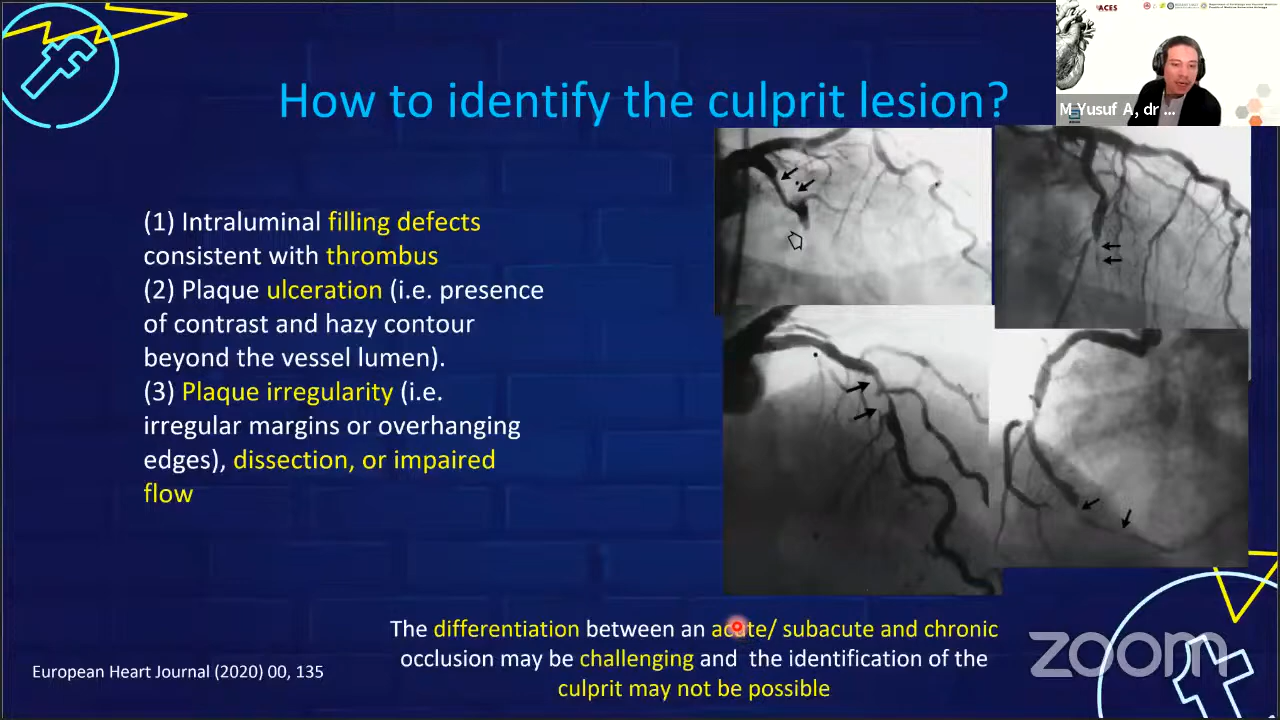 ACES
How to identify the culprit lesion?
M Yusuf A, dr ...
(1) Intraluminal filling defects
consistent with thrombus
(2) Plaque ulceration (i.e. presence
of contrast and hazy contour
beyond the vessel lumen).
(3) Plaque irregularity (i.e.
irregular margins or overhanging
edges), dissection, or impaired
flow
The differentiation between an acute/ subacute and chronic
occlusion may be challenging and the identification of the
culprit may not be possible
European Heart Journal (2020) 00, 135
zoom